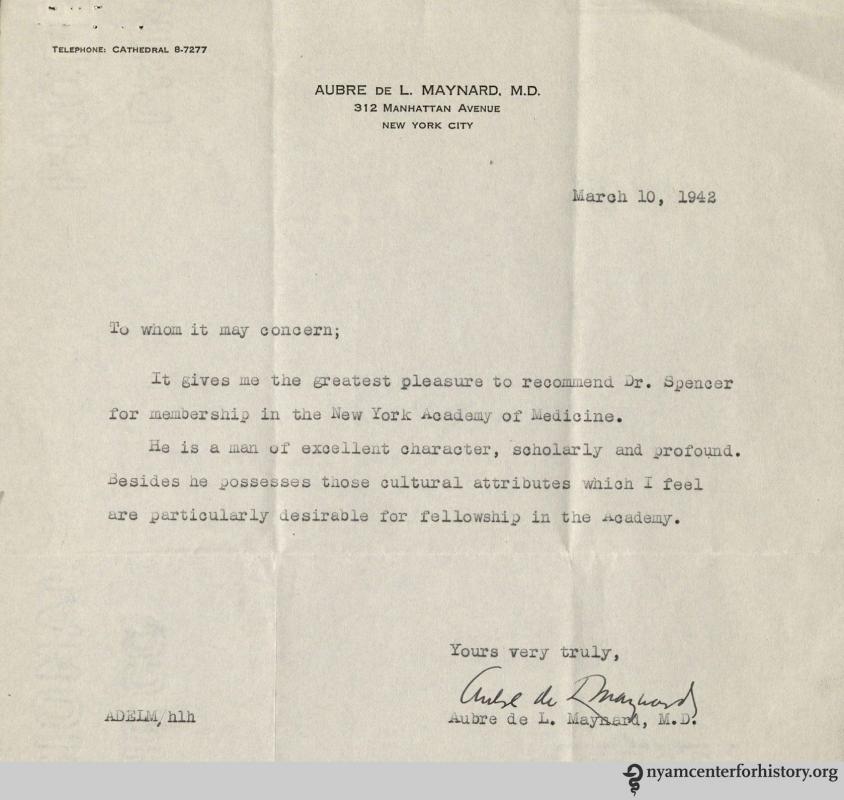 TELEPHONE: CATHEDRAL 8-7277
AUBRE DE L. MAYNARD, M.D.
312 MANHATTAN AVENUE
NEW YORK CITY
March 10, 1942
To whom it may concern;
It gives me the greatest pleasure to recommend Dr. Spencer
for membership in the New York Academy of Medicine.
He is a man of excellent character, scholarly and profound.
Besides he possesses those cultural attributes which I feel
are particularly desirable for fellowship in the Academy.
Yours very truly,
Aubre de L Maynard
ADELM/hlh
Aubre de L. Maynard, M.D.
nyamcenterforhistory.org